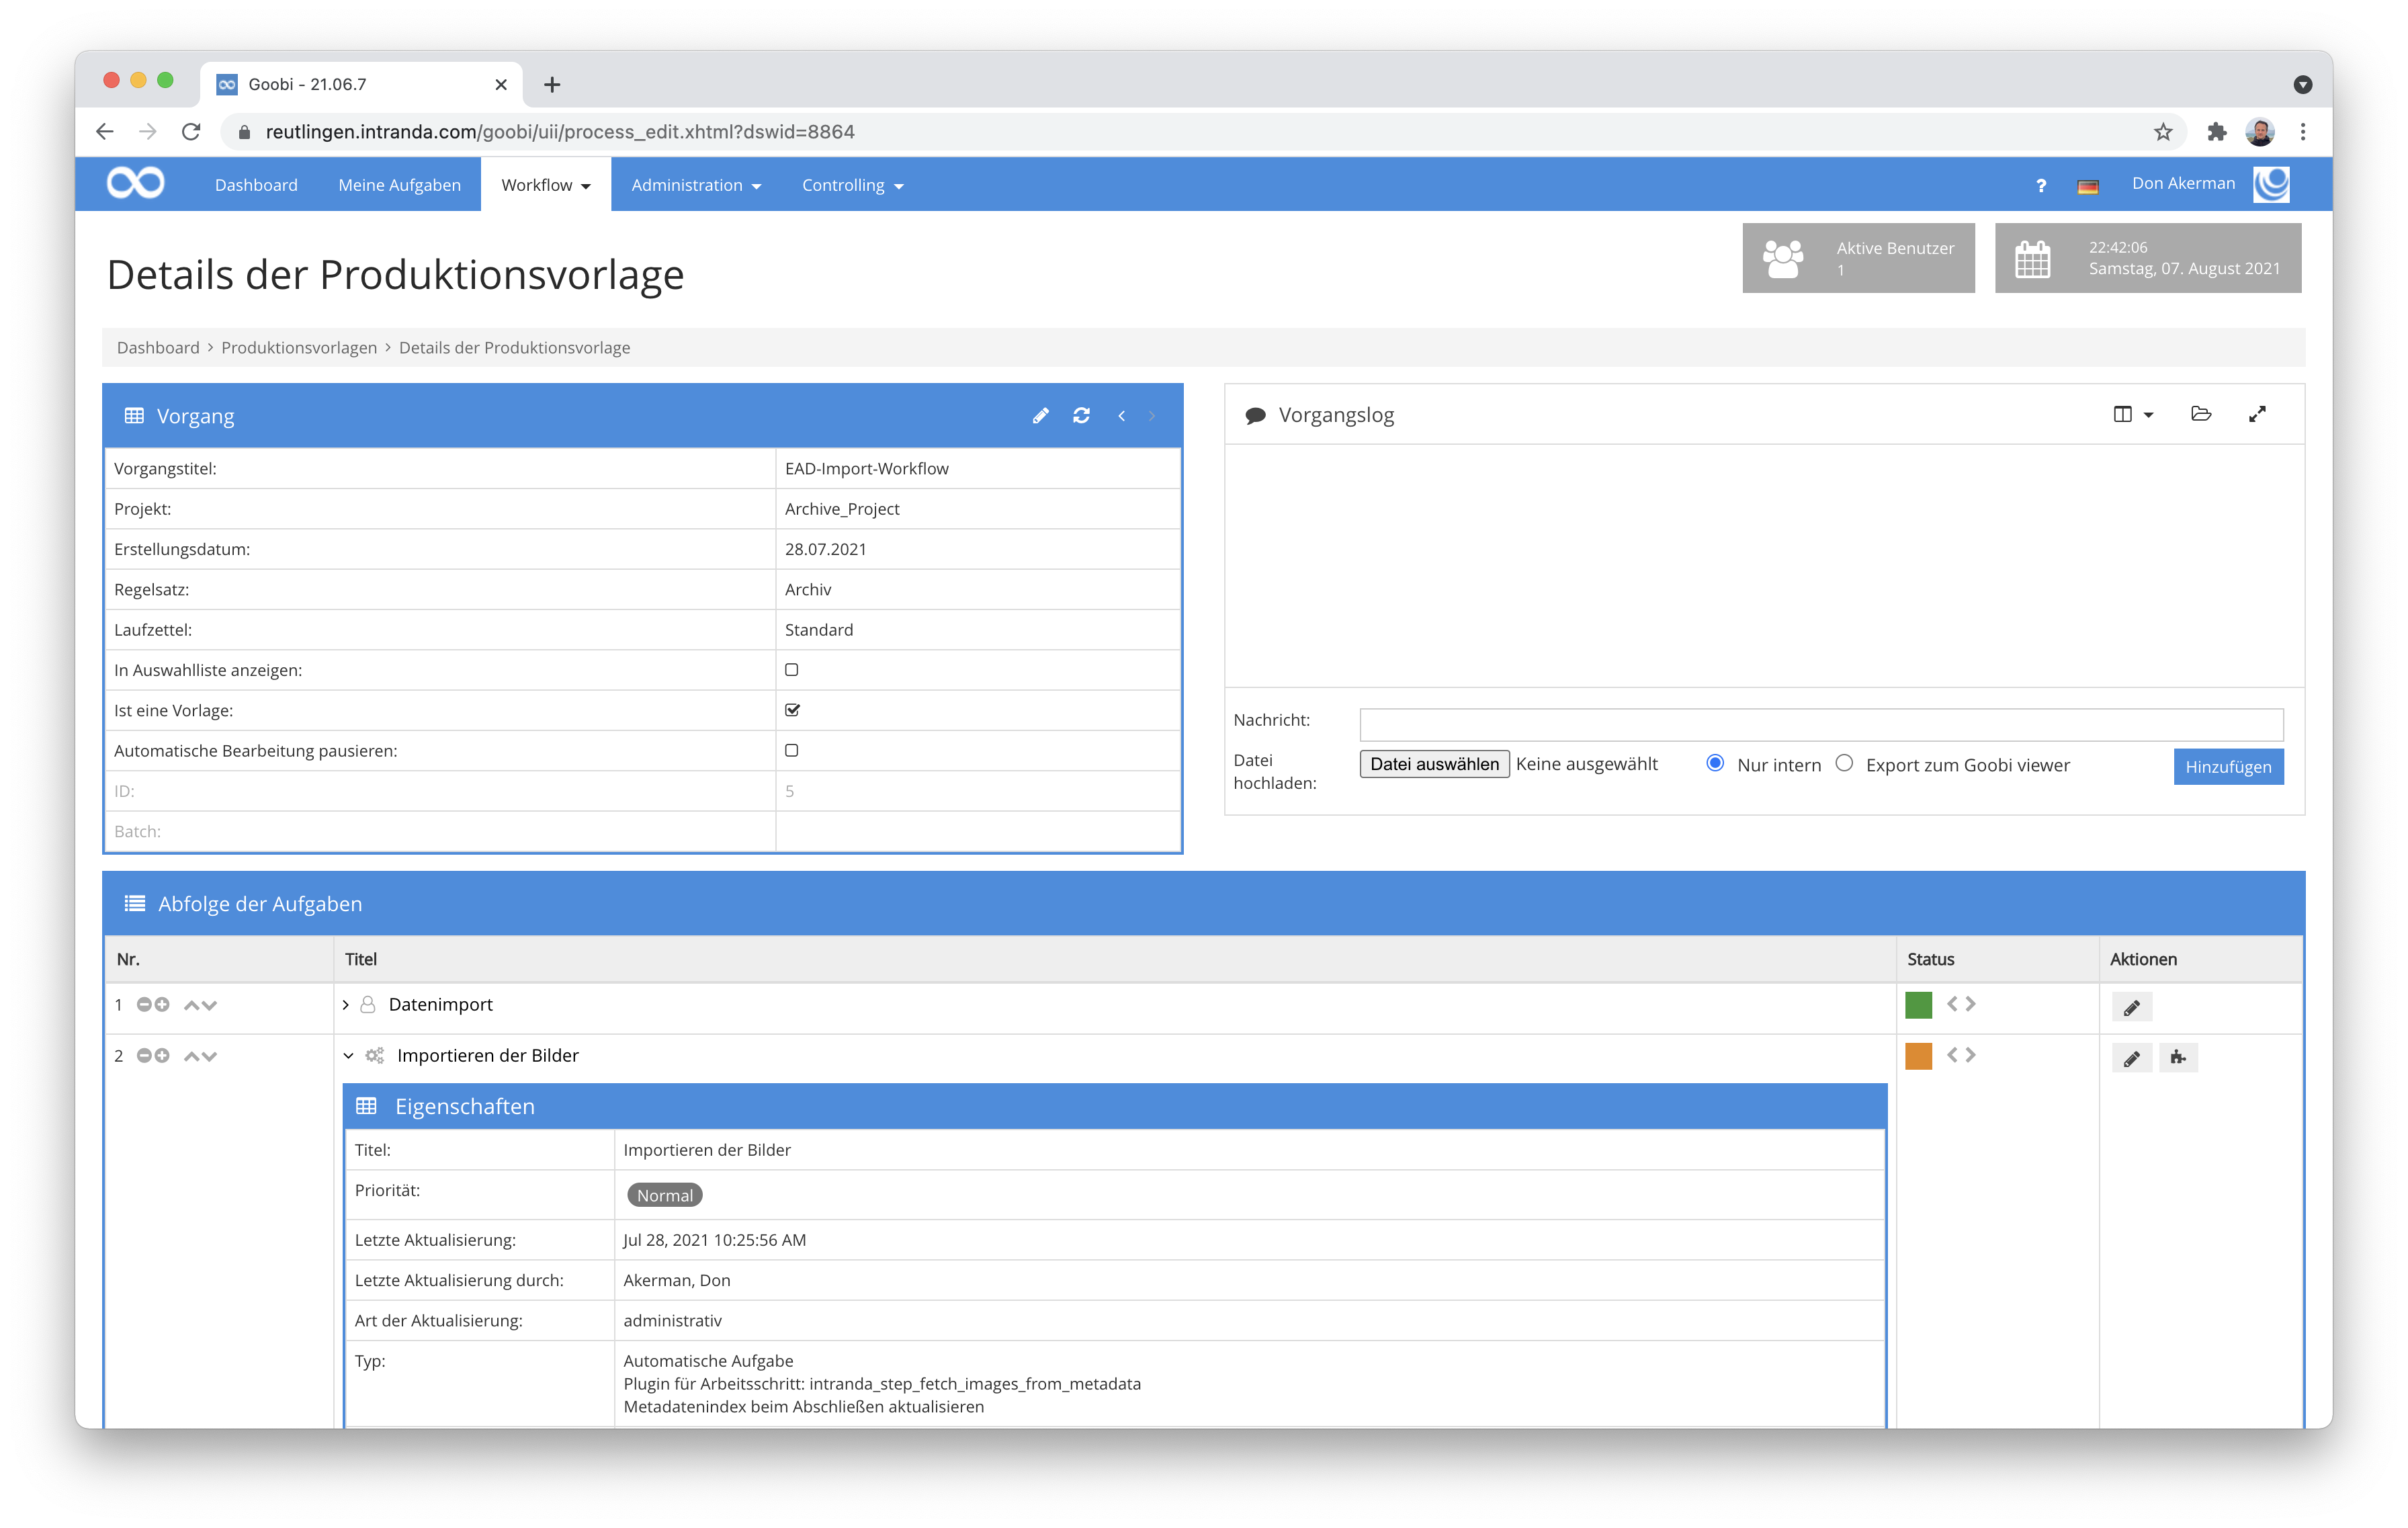 Goobi - 21.06.7
reutlingen.intranda.com/goobi/uii/process_edit.xhtml?dswid=8864
Dashboard Meine Aufgaben Workflow Administration Controlling ? Don Akerman
Details der Produktionsvorlage
Aktive Benutzer
1
22:42:06
Samstag, 07. August 2021
Dashboard › Produktionsvorlagen › Details der Produktionsvorlage
Vorgang
Vorgangstitel: EAD-Import-Workflow
Projekt: Archive_Project
Erstellungsdatum: 28.07.2021
Regelsatz: Archiv
Laufzettel: Standard
In Auswahlliste anzeigen:
Ist eine Vorlage:
Automatische Bearbeitung pausieren:
ID: 5
Batch:
Vorgangslog
Nachricht:
Datei
hochladen:
Datei auswählen Keine ausgewählt Nur intern Export zum Goobi viewer Hinzufügen
Abfolge der Aufgaben
Nr. Titel Status Aktionen
1 Datenimport
2 Importieren der Bilder
Eigenschaften
Titel: Importieren der Bilder
Priorität: Normal
Letzte Aktualisierung: Jul 28, 2021 10:25:56 AM
Letzte Aktualisierung durch: Akerman, Don
Art der Aktualisierung: administrativ
Typ: Automatische Aufgabe
Plugin für Arbeitsschritt: intranda_step_fetch_images_from_metadata
Metadatenindex beim Abschließen aktualisieren